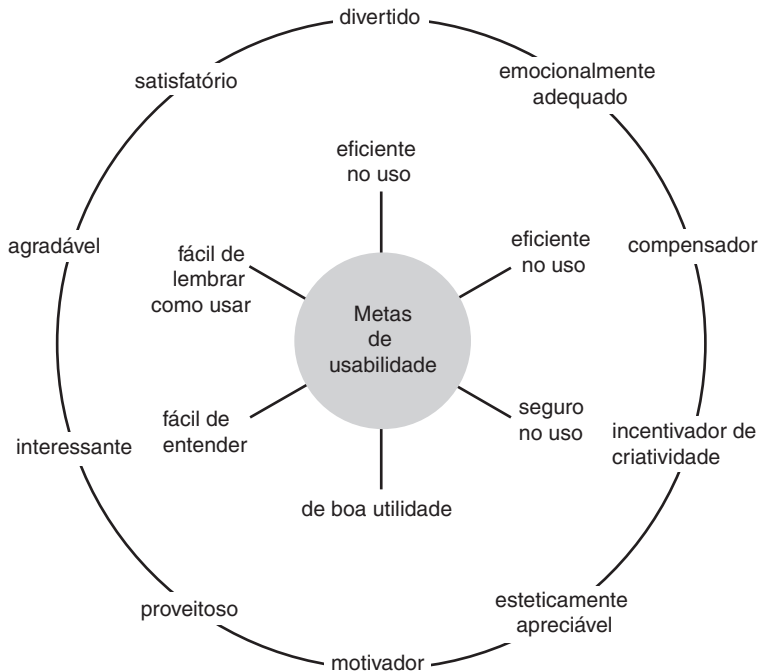 divertido
satisfatório
emocionalmente
adequado
eficiente
no uso
agradável
fácil de
lembrar
como usar
eficiente
no uso
compensador
Metas
de
usabilidade
fácil de
entender
seguro
no uso
interessante
incentivador de
criatividade
de boa utilidade
proveitoso
esteticamente
apreciável
motivador